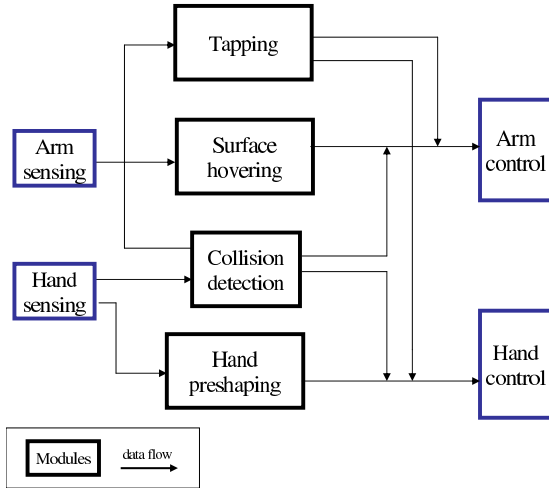 Tapping
Arm
sensing
Surface
hovering
Arm
control
Collision
detection
Hand
sensing
Hand
preshaping
Hand
control
Modules
data flow